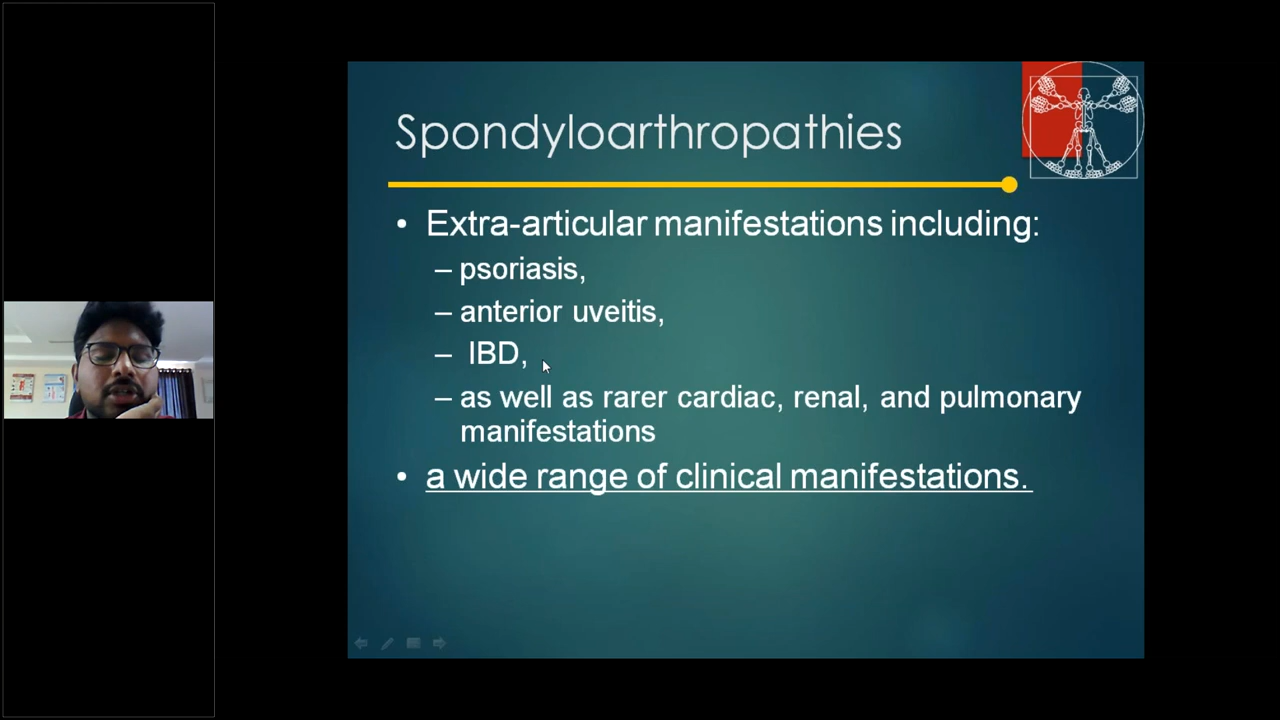 Spondyloarthropathies
• Extra-articular manifestations including:
– psoriasis,
– anterior uveitis,
– IBD,
– as well as rarer cardiac, renal, and pulmonary
manifestations
• a wide range of clinical manifestations.